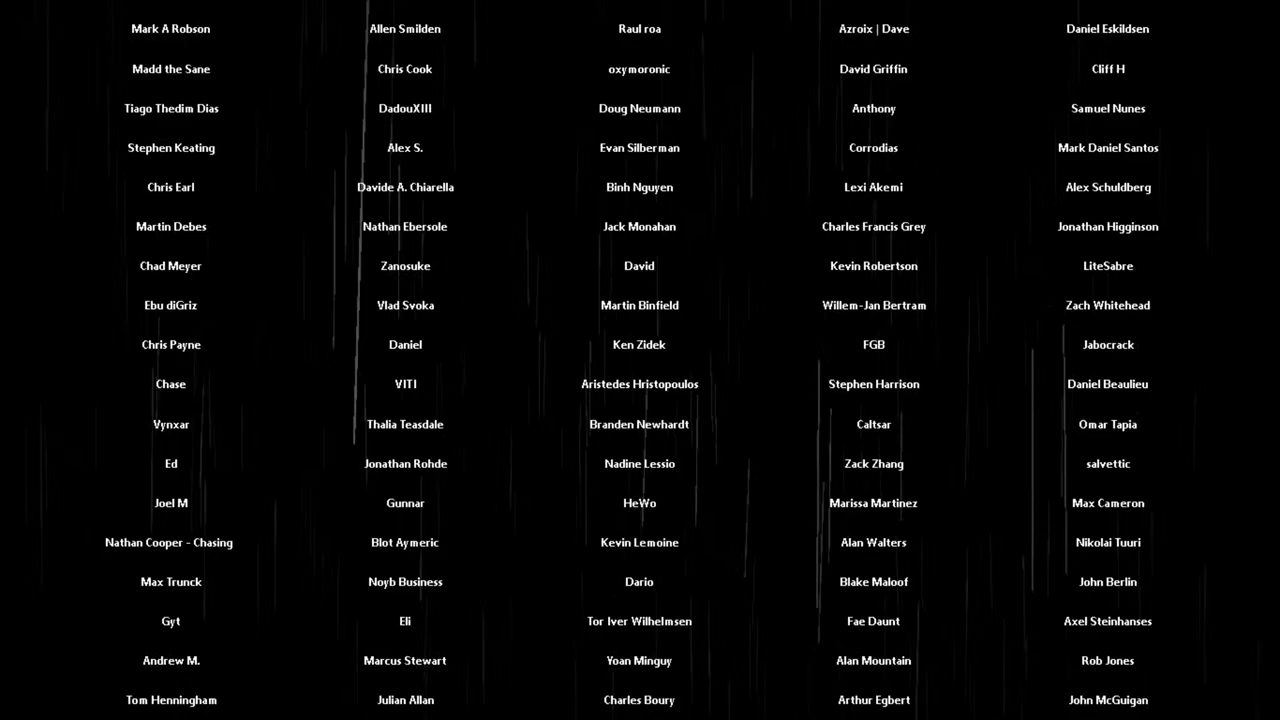 Mark A Robson Allen Smilden Raul roa Azroix | Dave Daniel Eskildsen
Madd the Sane Chris Cook oxymoronic David Griffin Cliff H
Tiago Thedim Dias DadouXIII Doug Neumann Anthony Samuel Nunes
Stephen Keating Alex S. Evan Silberman Corrodias Mark Daniel Santos
Chris Earl Davide A. Chiarella Binh Nguyen Lexi Akemi Alex Schuldberg
Martin Debes Nathan Ebersole Jack Monahan Charles Francis Grey Jonathan Higginson
Chad Meyer Zanosuke David Kevin Robertson LiteSabre
Ebu diGriz Vlad Svoka Martin Binfield Willem-Jan Bertram Zach Whitehead
Chris Payne Daniel Ken Zidek FGB Jabocrack
Chase VITI Aristedes Hristopoulos Stephen Harrison Daniel Beaulieu
Vynxar Thalia Teasdale Branden Newhardt Caltsar Omar Tapia
Ed Jonathan Rohde Nadine Lessio Zack Zhang salvettic
Joel M Gunnar HeWo Marissa Martinez Max Cameron
Nathan Cooper - Chasing Blot Aymeric Kevin Lemoine Alan Walters Nikolai Tuuri
Max Trunck Noyb Business Dario Blake Maloof John Berlin
Gyt Eli Tor Iver Wilhelmsen Fae Daunt Axel Steinhanses
Andrew M. Marcus Stewart Yoan Minguy Alan Mountain Rob Jones
Tom Henningham Julian Allan Charles Boury Arthur Egbert John McGuigan